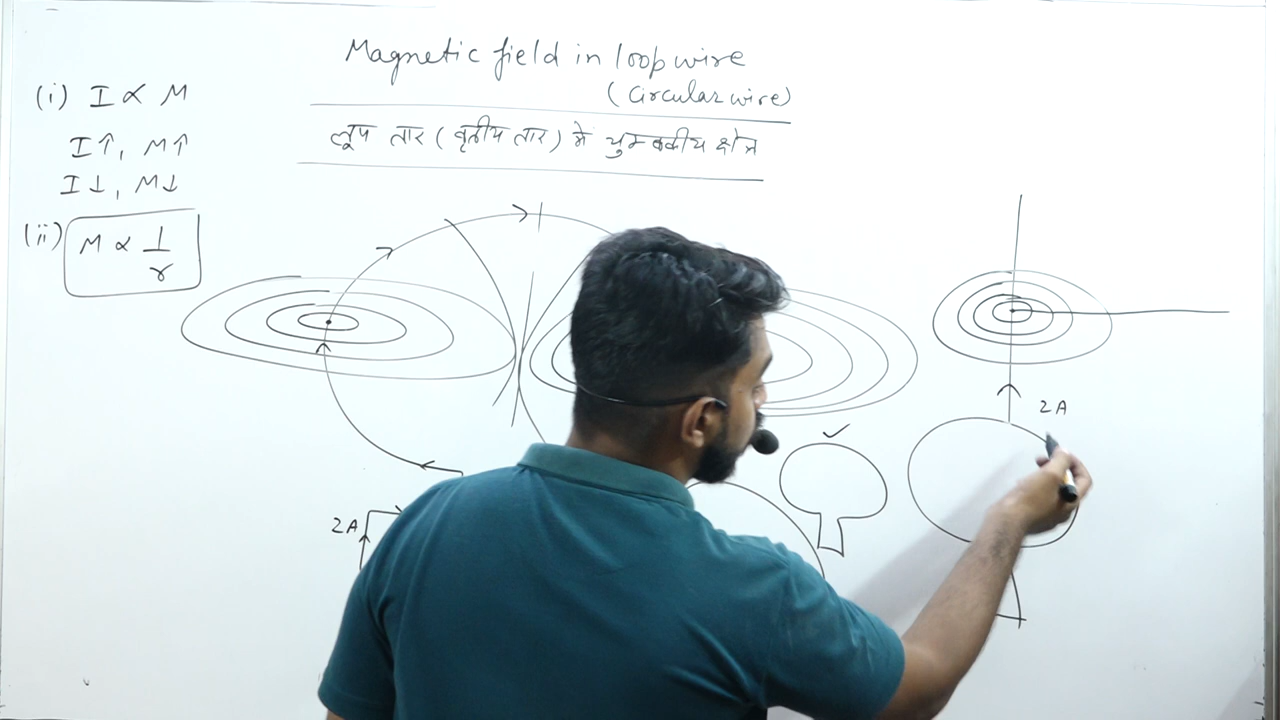 Magnetic field in loop wire
(Circular wire)
लूप तार (वृतीय तार) मे चुम्बकीय क्षेत्र
(i) I ∝ M
I↑, M↑
I↓, M↓
(ii) M ∝ 1/r
2A
2A